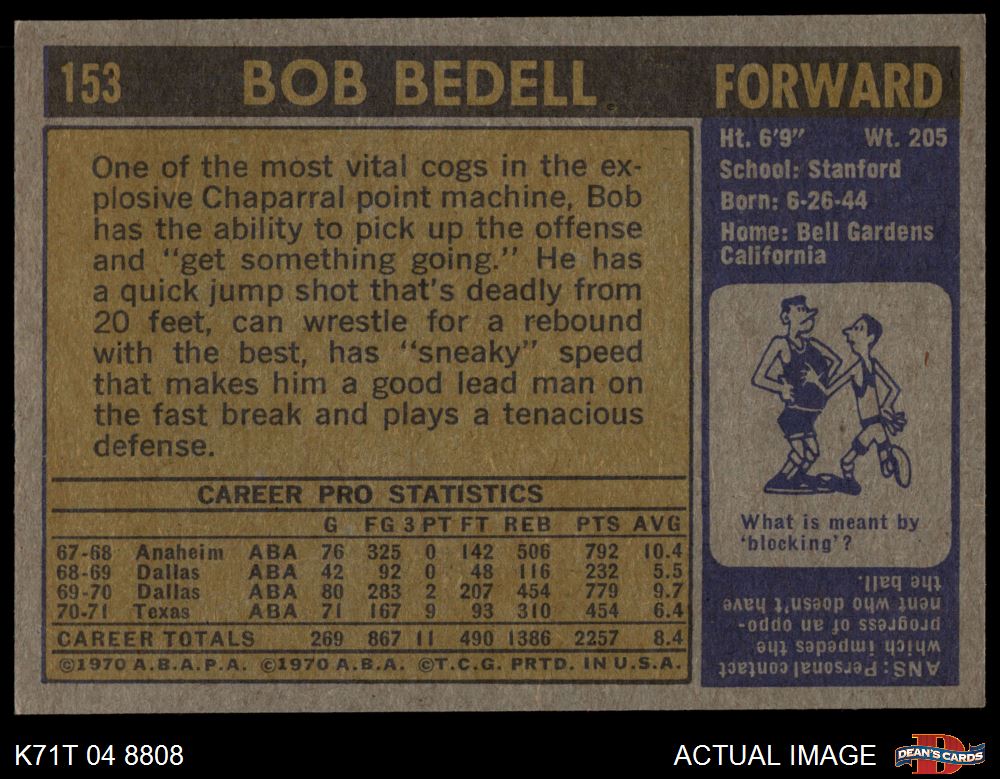 153 BOB BEDELL FORWARD
One of the most vital cogs in the ex-
plosive Chaparral point machine, Bob
has the ability to pick up the offense
and “get something going.” He has
a quick jump shot that's deadly from
20 feet, can wrestle for a rebound
with the best, has “sneaky” speed
that makes him a good lead man on
the fast break and plays a tenacious
defense.
CAREER PRO STATISTICS
G FG 3PT FT REB PTS AVG
67-68 Anaheim ABA 76 325 0 142 506 792 10.4
68-69 Dallas ABA 42 92 0 48 116 232 5.5
69-70 Dallas ABA 80 283 2 207 454 779 9.7
70-71 Texas ABA 71 167 9 93 310 454 6.4
CAREER TOTALS 269 867 11 490 1386 2257 8.4
©1970 A.B.A.P.A. ©1970 A.B.A. ©T.C.G. PRTD. IN U.S.A.
Ht. 6'9” Wt. 205
School: Stanford
Born: 6-26-44
Home: Bell Gardens
California
What is meant by
‘blocking’?
ANS: Personal contact
which impedes the
progress of an oppo-
nent who doesn't have
the ball.
K71T 04 8808
ACTUAL IMAGE
D
DEAN'S CARDS